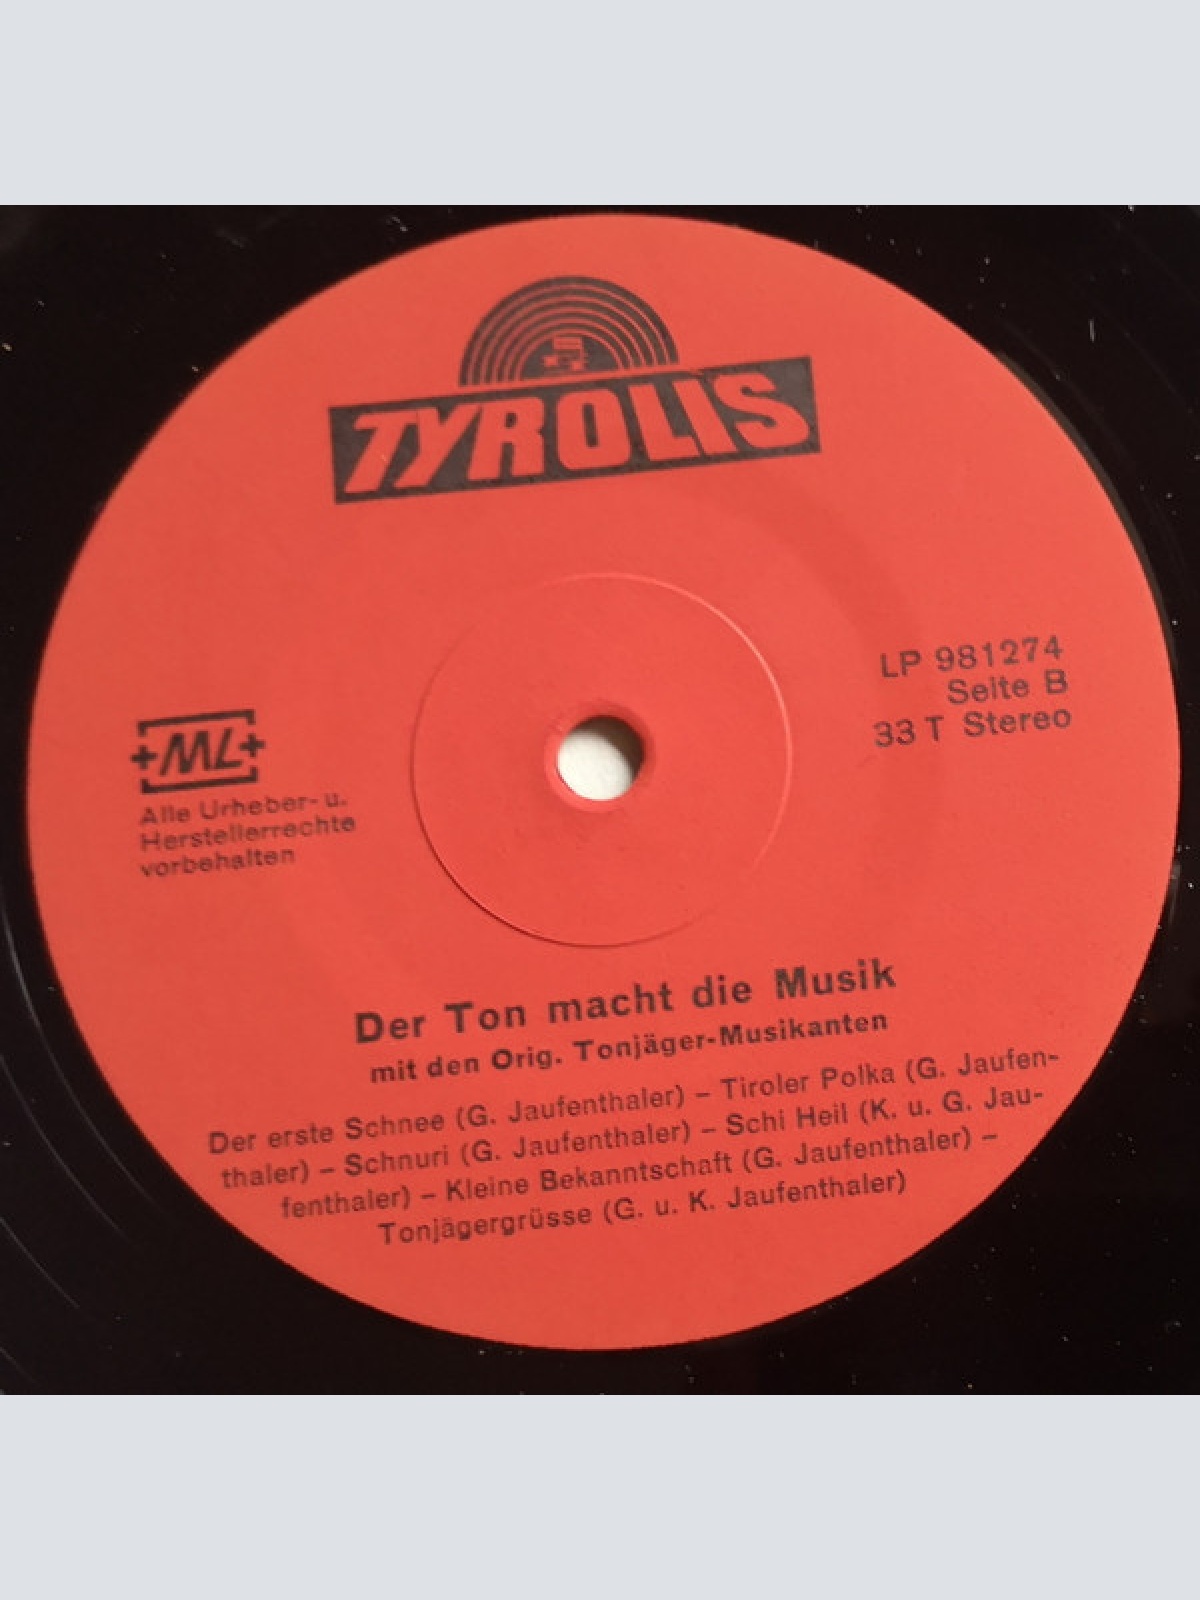 TYROLIS
LP 981274
Seite B
33 T Stereo
+ML+
Alle Urheber- u.
Herstellerrechte
vorbehalten
Der Ton macht die Musik
mit den Orig. Tonjäger-Musikanten
Der erste Schnee (G. Jaufenthaler) – Tiroler Polka (G. Jaufen-
thaler) – Schnuri (G. Jaufenthaler) – Schi Heil (K. u. G. Jau-
fenthaler) – Kleine Bekanntschaft (G. Jaufenthaler) –
Tonjägergrüsse (G. u. K. Jaufenthaler)